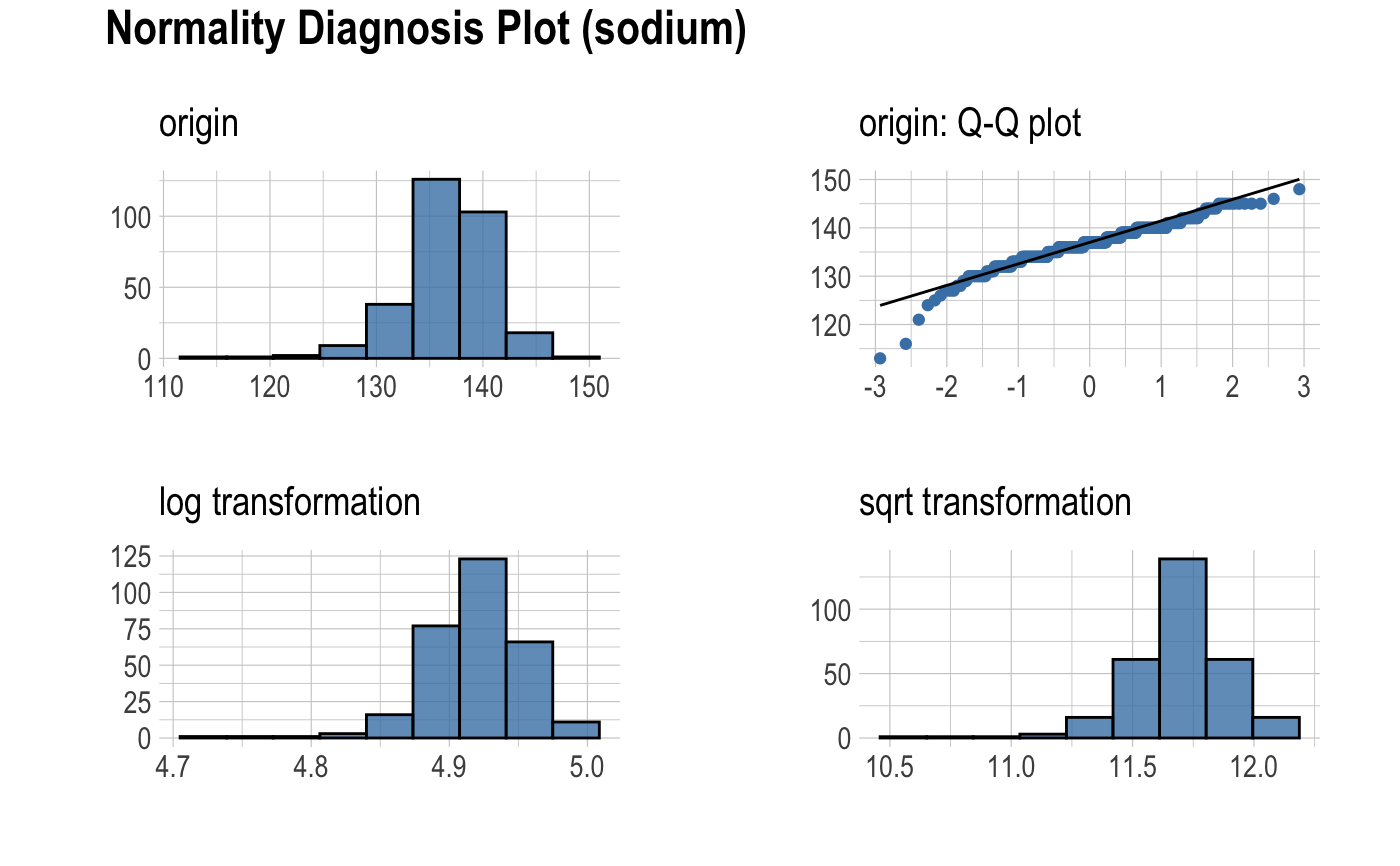 Normality Diagnosis Plot (sodium)
origin
100
50
0
110 120 130 140 150
origin: Q-Q plot
150
140
130
120
-3 -2 -1 0 1 2 3
log transformation
125
100
75
50
25
0
4.7 4.8 4.9 5.0
sqrt transformation
100
50
0
10.5 11.0 11.5 12.0